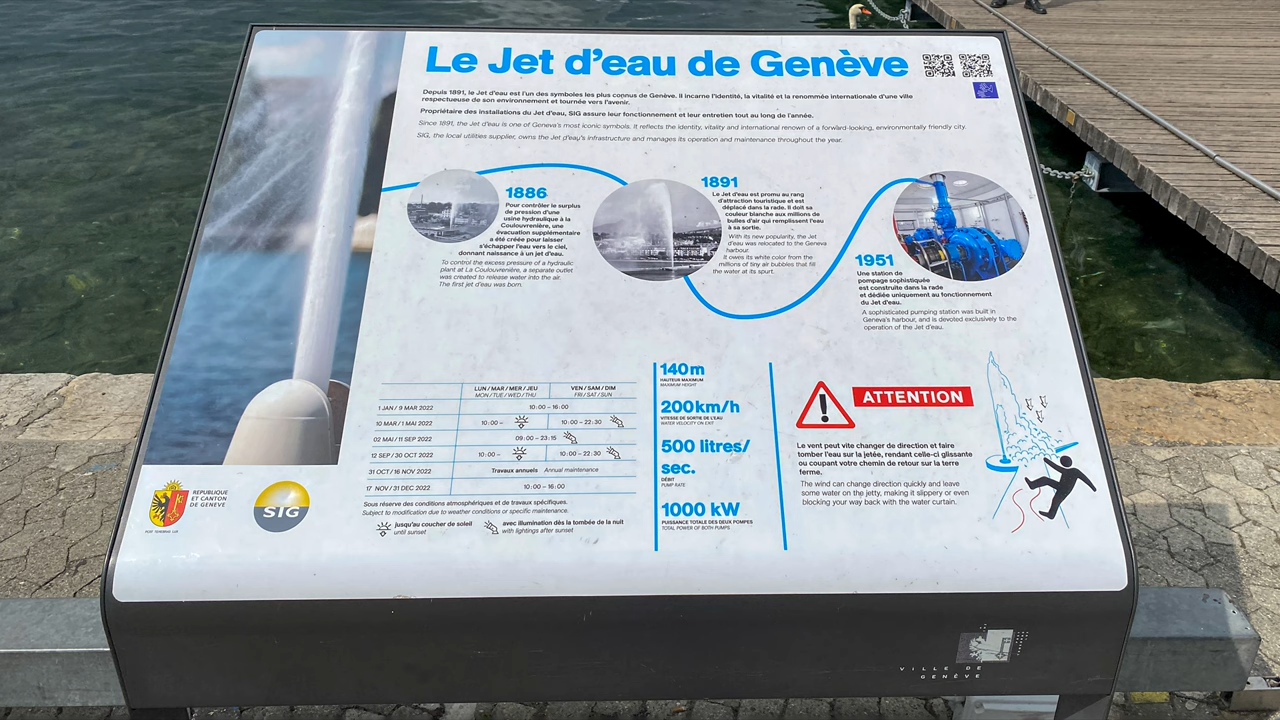 Le Jet d'eau de Genève
Depuis 1891, le Jet d'eau est l'un des symboles les plus connus de Genève. Il incarne l'identité, la vitalité et la renommée internationale d'une ville
respectueuse de son environnement et tournée vers l'avenir.
Propriétaire des installations du Jet d'eau, SIG assure leur fonctionnement et leur entretien tout au long de l'année.
Since 1891, the Jet d'eau is one of Geneva's most iconic symbols. It reflects the identity, vitality and international renown of a forward-looking, environmentally friendly city.
SIG, the local utilities supplier, owns the Jet d'eau's infrastructure and manages its operation and maintenance throughout the year.
1886
Pour contrôler le surplus
de pression d'une
usine hydraulique à la
Coulouvrenière, une
évacuation supplémentaire
a été créée pour laisser
s'échapper l'eau vers le ciel,
donnant naissance à un jet d'eau.
To control the excess pressure of a hydraulic
plant at La Coulouvrenière, a separate outlet
was created to release water into the air.
The first jet d'eau was born.
1891
Le Jet d'eau est promu au rang
d'attraction touristique et est
déplacé dans la rade. Il doit sa
couleur blanche aux millions de
bulles d'air qui remplissent l'eau
à sa sortie.
With its new popularity, the Jet
d'eau was relocated to the Geneva
harbour.
It owes its white color from the
millions of tiny air bubbles that fill
the water at its spurt.
1951
Une station de
pompage sophistiquée
est construite dans la rade
et dédiée uniquement au fonctionnement
du Jet d'eau.
A sophisticated pumping station was built in
Geneva's harbour, and is devoted exclusively to the
operation of the Jet d'eau.
LUN / MAR / MER / JEU VEN / SAM / DIM
MON / TUE / WED / THU FRI / SAT / SUN
1 JAN / 9 MAR 2022 10:00 – 16:00
10 MAR / 1 MAI 2022 10:00 – 10:00 – 22:30
02 MAI / 11 SEP 2022 09:00 – 23:15
12 SEP / 30 OCT 2022 10:00 – 10:00 – 22:30
31 OCT / 16 NOV 2022 Travaux annuels Annual maintenance
17 NOV / 31 DEC 2022 10:00 – 16:00
Sous réserve des conditions atmosphériques et de travaux spécifiques.
Subject to modification due to weather conditions or specific maintenance.
jusqu'au coucher de soleil avec illumination dès la tombée de la nuit
until sunset with lightings after sunset
140m
HAUTEUR MAXIMUM
MAXIMUM HEIGHT
200km/h
VITESSE DE SORTIE DE L'EAU
WATER VELOCITY ON EXIT
500 litres/
sec.
DÉBIT
PUMP RATE
1000 kW
PUISSANCE TOTALE DES DEUX POMPES
TOTAL POWER OF BOTH PUMPS
ATTENTION
Le vent peut vite changer de direction et faire
tomber l'eau sur la jetée, rendant celle-ci glissante
ou coupant votre chemin de retour sur la terre
ferme.
The wind can change direction quickly and leave
some water on the jetty, making it slippery or even
blocking your way back with the water curtain.
REPUBLIQUE
ET CANTON
DE GENEVE
POST TENEBRAS LUX
SIG
VILLE DE
GENÈVE